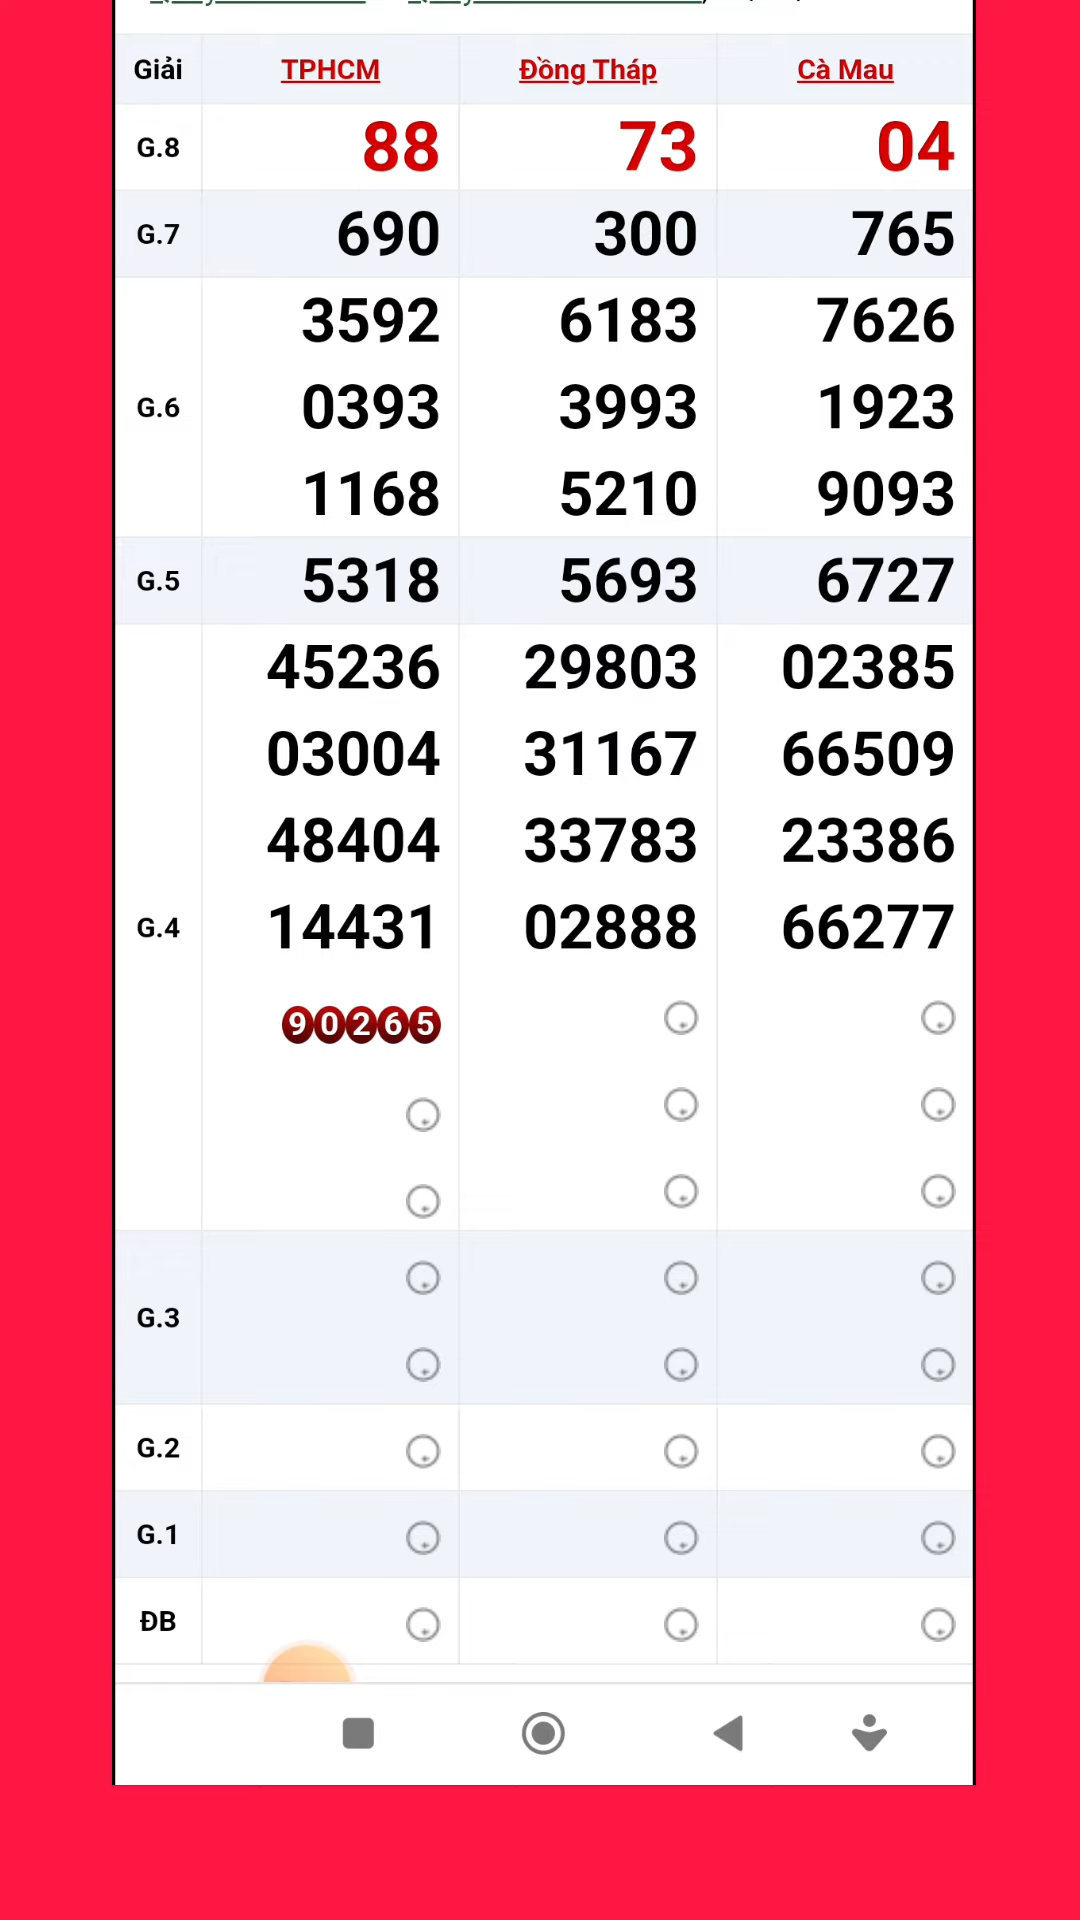 Giải TPHCM Đồng Tháp Cà Mau
G.8 88 73 04
G.7 690 300 765
3592 6183 7626
G.6 0393 3993 1923
1168 5210 9093
G.5 5318 5693 6727
45236 29803 02385
03004 31167 66509
48404 33783 23386
G.4 14431 02888 66277
90265
G.3
G.2
G.1
ĐB